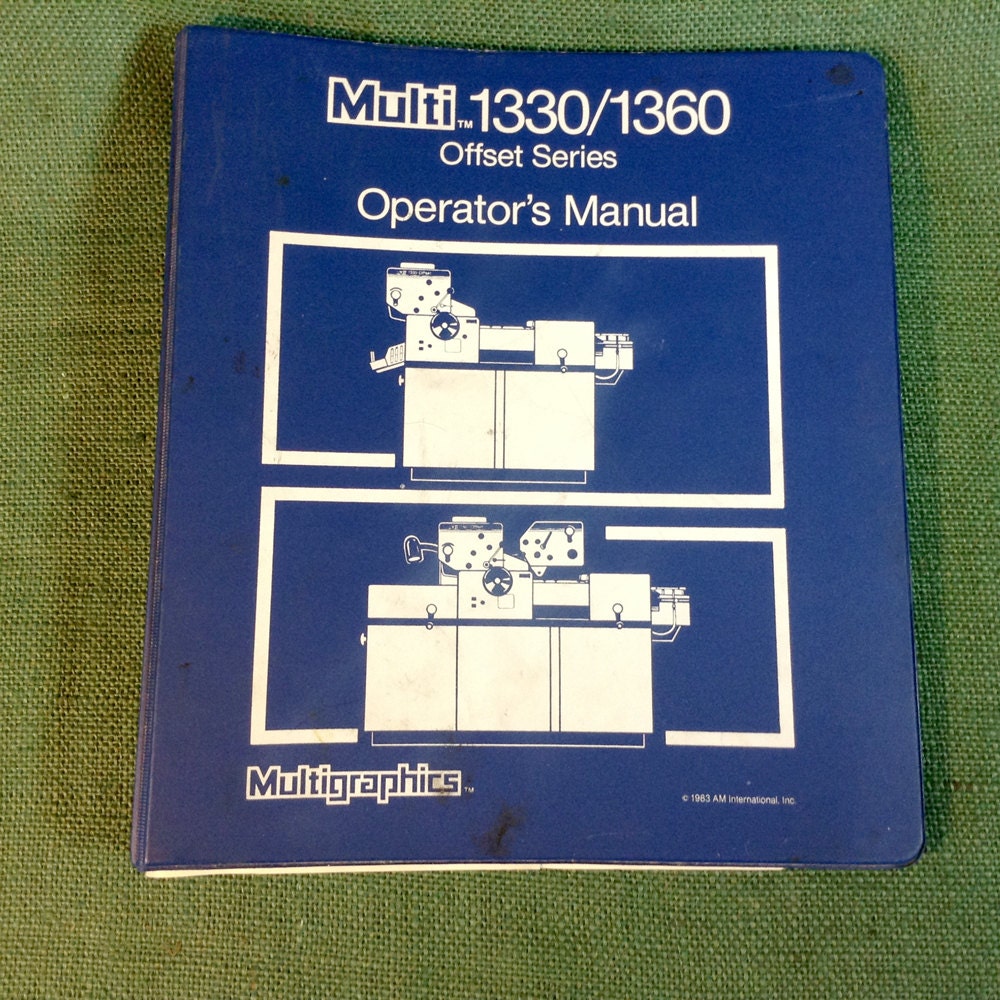 Multi™ 1330/1360
Offset Series
Operator's Manual
Multigraphics™
© 1983 AM International, Inc.